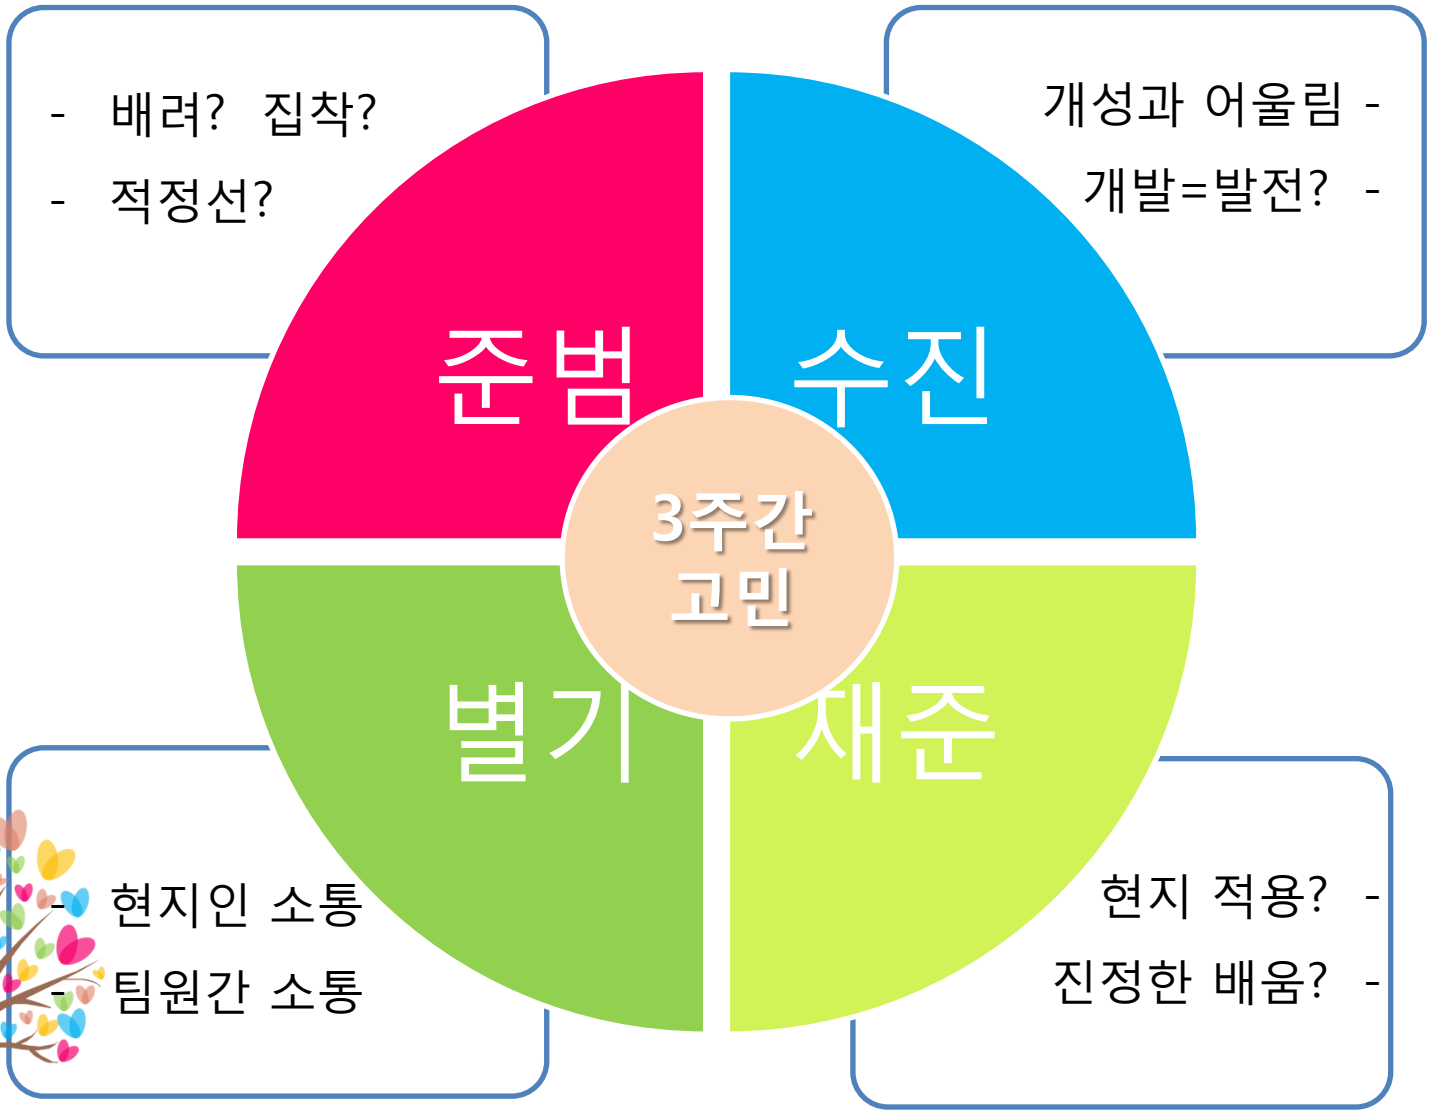 - 배려? 집착?
- 적정선?
개성과 어울림 -
개발=발전? -
준범
수진
3주간
고민
별기
재준
- 현지인 소통
- 팀원간 소통
현지 적용? -
진정한 배움? -